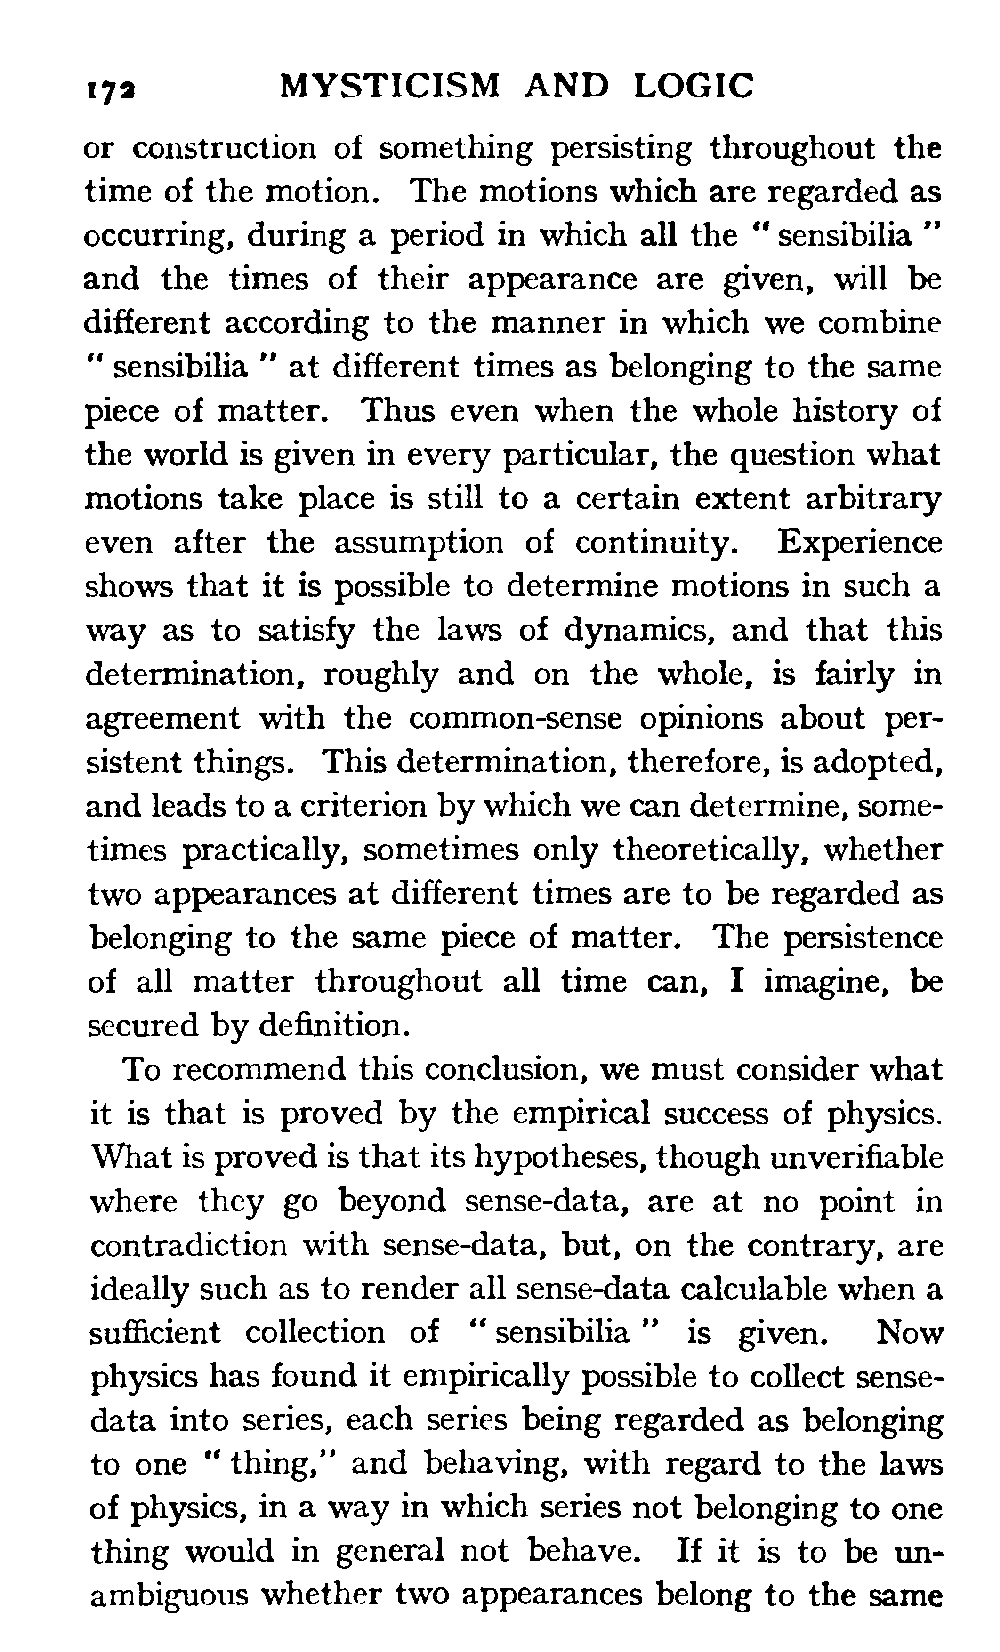 172 MYSTICISM AND LOGIC
or construction of something persisting throughout the
time of the motion. The motions which are regarded as
occurring, during a period in which all the " sensibilia "
and the times of their appearance are given, will be
different according to the manner in which we combine
" sensibilia " at different times as belonging to the same
piece of matter. Thus even when the whole history of
the world is given in every particular, the question what
motions take place is still to a certain extent arbitrary
even after the assumption of continuity. Experience
shows that it is possible to determine motions in such a
way as to satisfy the laws of dynamics, and that this
determination, roughly and on the whole, is fairly in
agreement with the common-sense opinions about per-
sistent things. This determination, therefore, is adopted,
and leads to a criterion by which we can determine, some-
times practically, sometimes only theoretically, whether
two appearances at different times are to be regarded as
belonging to the same piece of matter. The persistence
of all matter throughout all time can, I imagine, be
secured by definition.
To recommend this conclusion, we must consider what
it is that is proved by the empirical success of physics.
What is proved is that its hypotheses, though unverifiable
where they go beyond sense-data, are at no point in
contradiction with sense-data, but, on the contrary, are
ideally such as to render all sense-data calculable when a
sufficient collection of " sensibilia " is given. Now
physics has found it empirically possible to collect sense-
data into series, each series being regarded as belonging
to one " thing," and behaving, with regard to the laws
of physics, in a way in which series not belonging to one
thing would in general not behave. If it is to be un-
ambiguous whether two appearances belong to the same